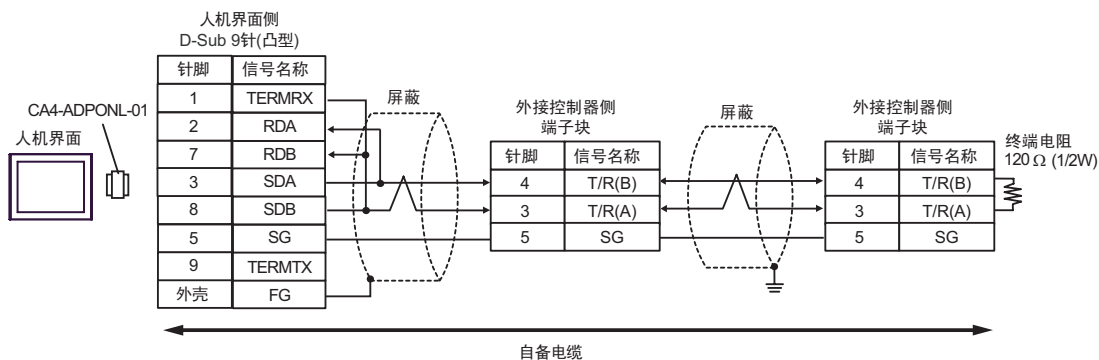 人机界面侧
D-Sub 9针(凸型)
CA4-ADPONL-01
人机界面
针脚 信号名称
1 TERMRX
2 RDA
7 RDB
3 SDA
8 SDB
5 SG
9 TERMTX
外壳 FG
屏蔽
外接控制器侧
端子块
针脚 信号名称
4 T/R(B)
3 T/R(A)
5 SG
屏蔽
外接控制器侧
端子块
针脚 信号名称
4 T/R(B)
3 T/R(A)
5 SG
终端电阻
120 Ω (1/2W)
自备电缆